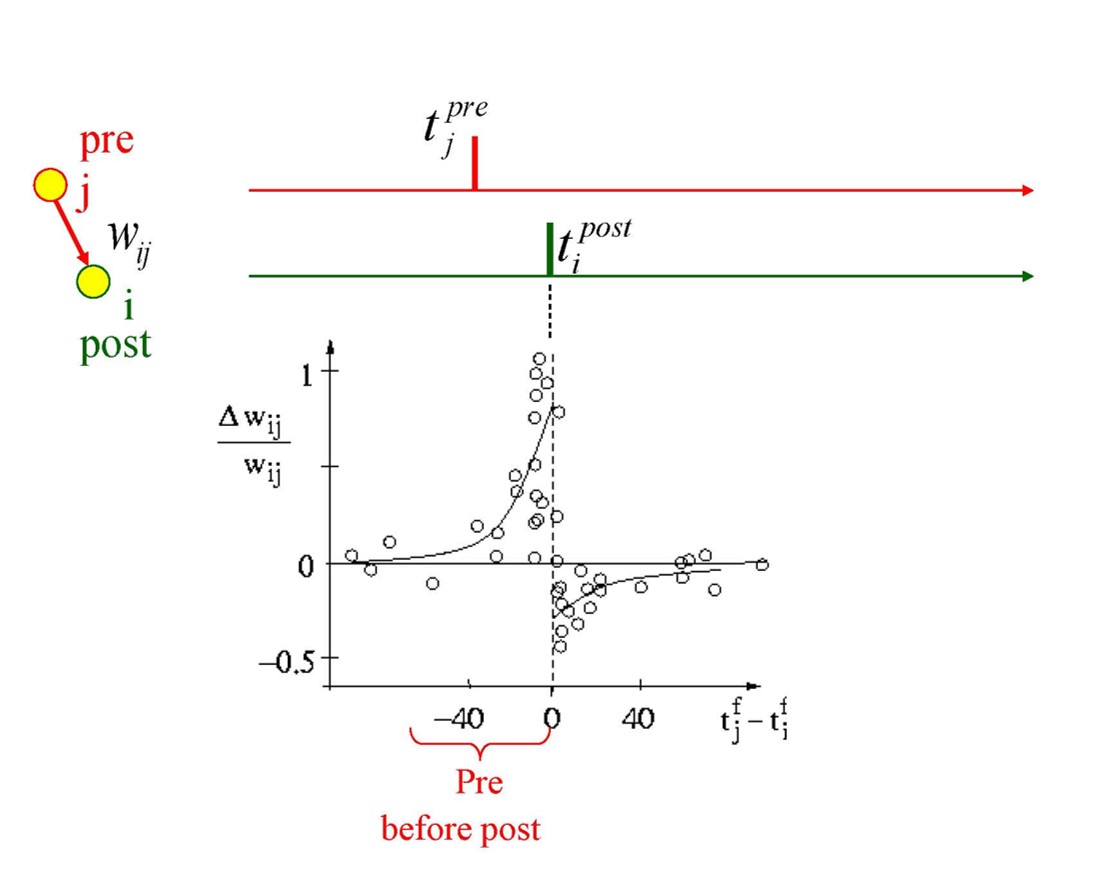 pre
j
w_ij
i
post
t_j^pre
t_i^post
1
Δ w_ij
w_ij
0
−0.5
−40 0 40 t_j^f − t_i^f
Pre
before post